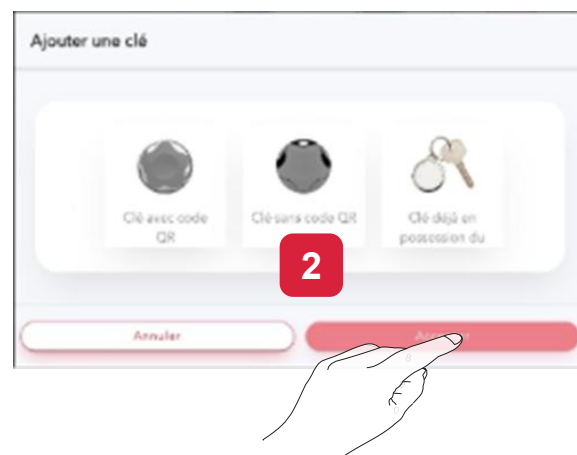 Ajouter une clé
Clé avec code
QR
Clé sans code QR
Clé déjà en
possession du
2
Annuler